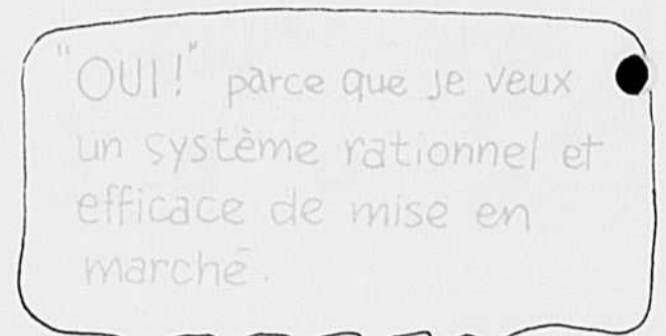 "OUI!" parce que je veux
un système rationnel et
efficace de mise en
marché.